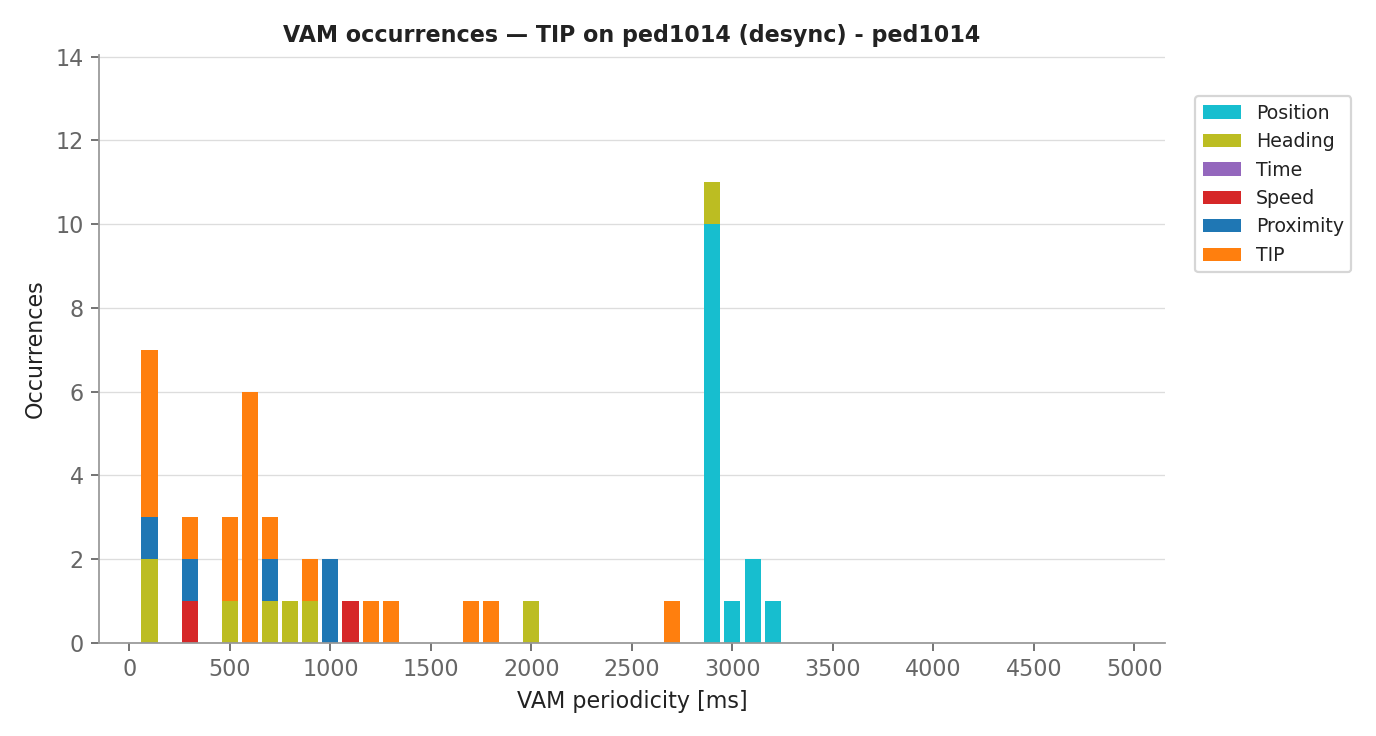 VAM occurrences — TIP on ped1014 (desync) - ped1014
14
12
10
8
6
4
2
0
Occurrences
0 500 1000 1500 2000 2500 3000 3500 4000 4500 5000
VAM periodicity [ms]
Position
Heading
Time
Speed
Proximity
TIP